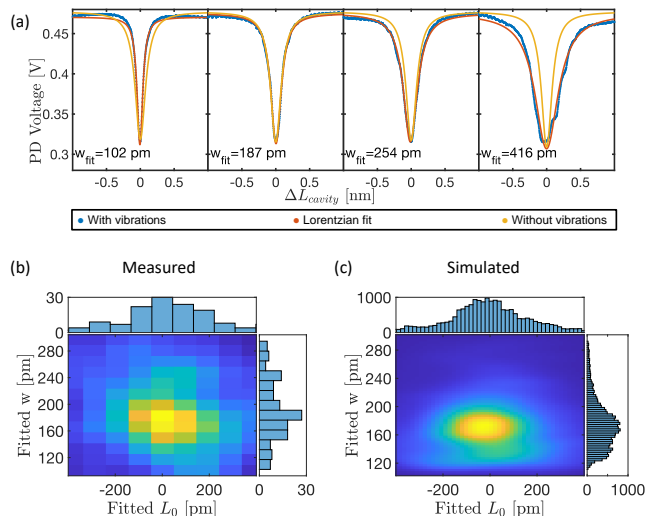 (a)
PD Voltage [V]
0.45
0.4
0.35
0.3
w_fit=102 pm
w_fit=187 pm
w_fit=254 pm
w_fit=416 pm
-0.5 0 0.5 -0.5 0 0.5 -0.5 0 0.5 -0.5 0 0.5
ΔL_cavity [nm]
With vibrations Lorentzian fit Without vibrations
(b) Measured
30
0
Fitted w [pm]
280
240
200
160
120
-200 0 200
0 30
Fitted L_0 [pm]
(c) Simulated
1000
0
Fitted w [pm]
280
240
200
160
120
-200 0 200
0 1000
Fitted L_0 [pm]